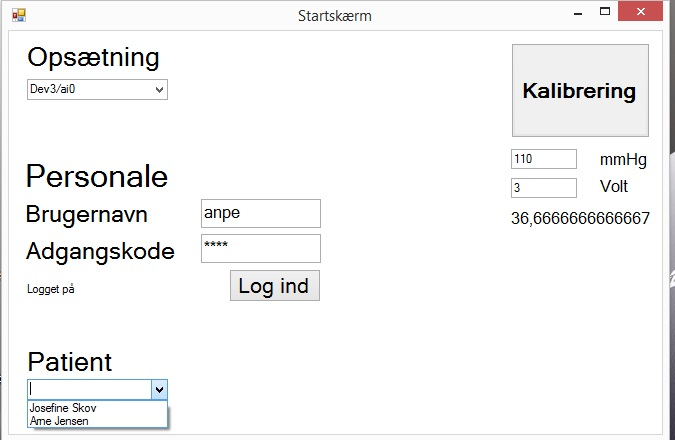 Startskærm
Opsætning
Dev3/ai0
Kalibrering
110 mmHg
3 Volt
36,6666666666667
Personale
Brugernavn anpe
Adgangskode ****
Logget på Log ind
Patient
Josefine Skov
Arne Jensen